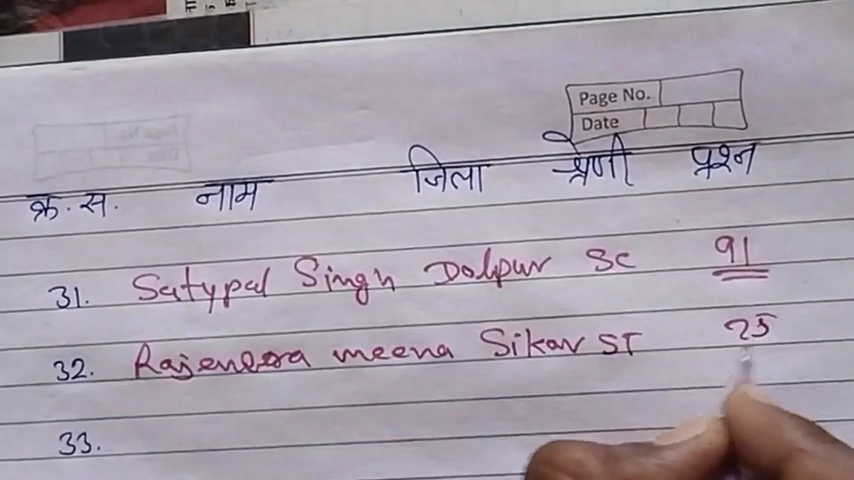 Page No.
Date
क्र. स. नाम जिला श्रेणी प्रश्न
31. Satypal Singh Dolpur SC 91
32. Rajendra meena Sikar ST 25
33.